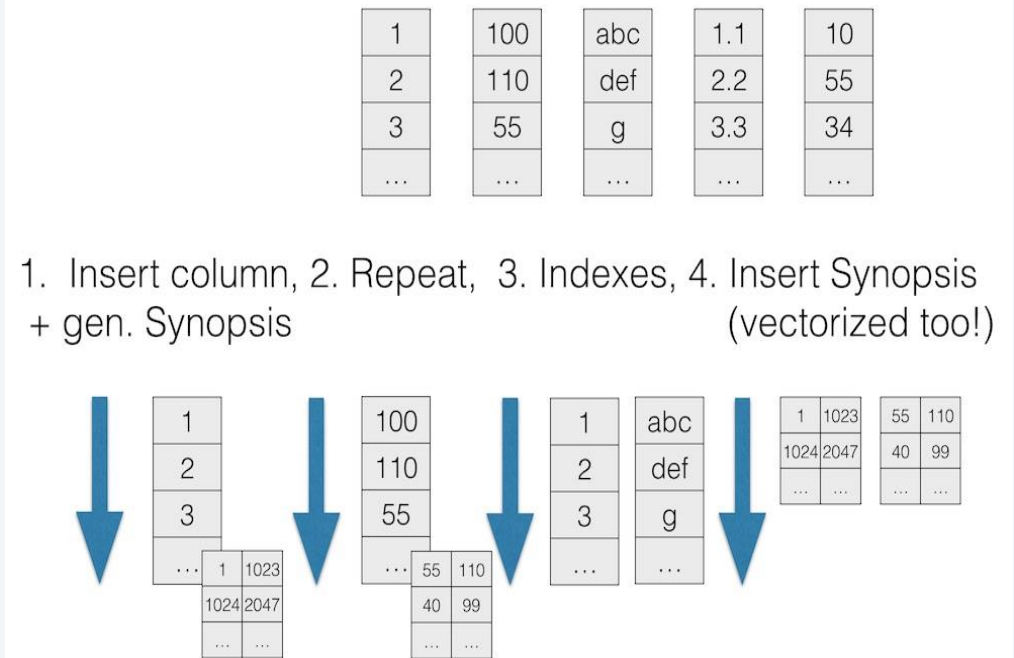 1 100 abc 1.1 10
2 110 def 2.2 55
3 55 g 3.3 34
... ... ... ... ...
1. Insert column, 2. Repeat, 3. Indexes, 4. Insert Synopsis
+ gen. Synopsis (vectorized too!)
1
2
3
...
1 1023
1024 2047
... ...
100
110
55
...
55 110
40 99
... ...
1 abc
2 def
3 g
... ...
1 1023
1024 2047
... ...
55 110
40 99
... ...